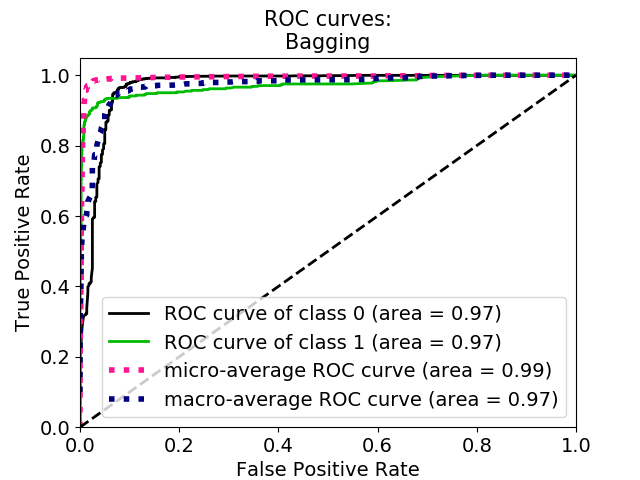 ROC curves:
Bagging
1.0
0.8
0.6
0.4
0.2
0.0
True Positive Rate
ROC curve of class 0 (area = 0.97)
ROC curve of class 1 (area = 0.97)
micro-average ROC curve (area = 0.99)
macro-average ROC curve (area = 0.97)
0.0 0.2 0.4 0.6 0.8 1.0
False Positive Rate